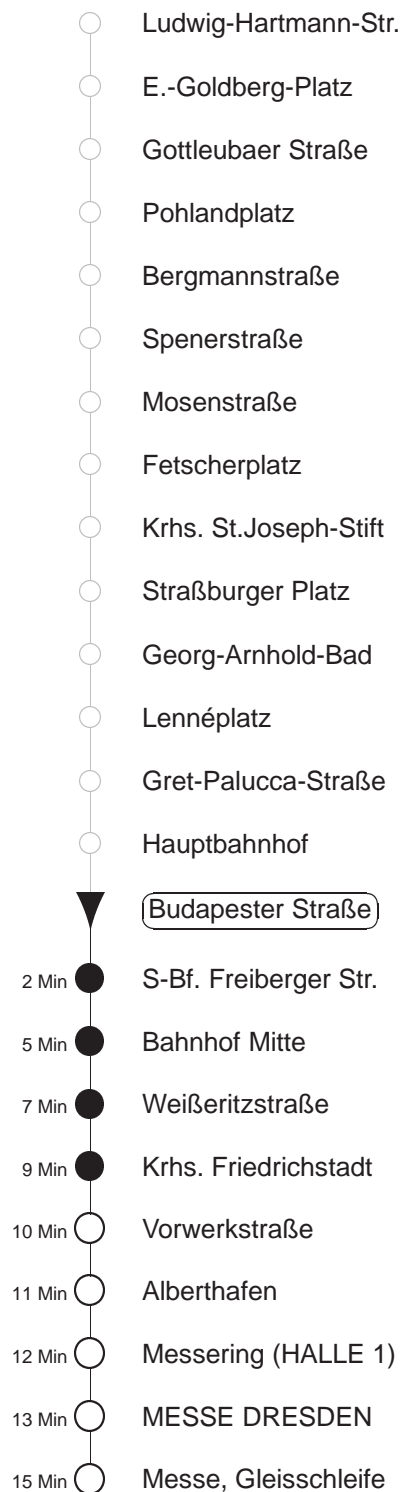 Ludwig-Hartmann-Str.
E.-Goldberg-Platz
Gottleubaer Straße
Pohlandplatz
Bergmannstraße
Spenerstraße
Mosenstraße
Fetscherplatz
Krhs. St.Joseph-Stift
Straßburger Platz
Georg-Arnhold-Bad
Lennéplatz
Gret-Palucca-Straße
Hauptbahnhof
Budapester Straße
2 Min S-Bf. Freiberger Str.
5 Min Bahnhof Mitte
7 Min Weißeritzstraße
9 Min Krhs. Friedrichstadt
10 Min Vorwerkstraße
11 Min Alberthafen
12 Min Messering (HALLE 1)
13 Min MESSE DRESDEN
15 Min Messe, Gleisschleife